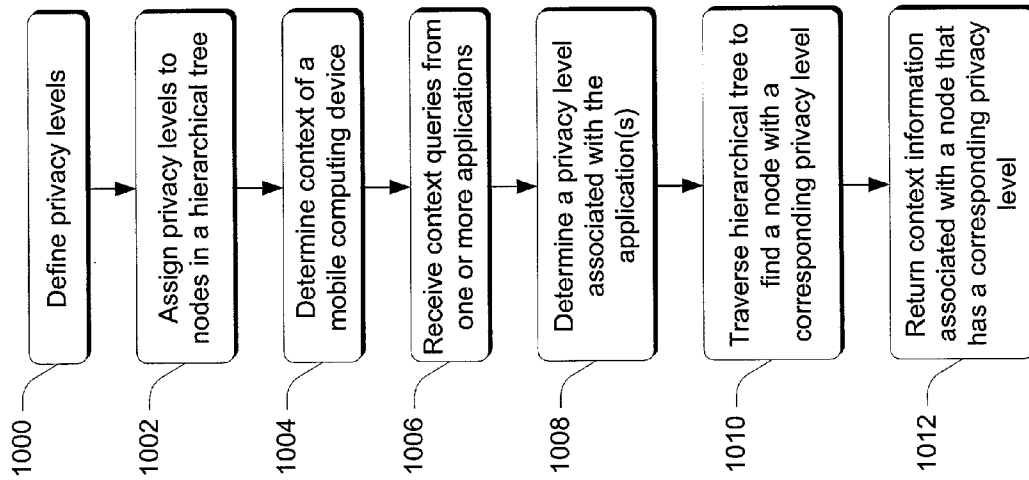 1000
Define privacy levels
1002
Assign privacy levels to
nodes in a hierarchical tree
1004
Determine context of a
mobile computing device
1006
Receive context queries from
one or more applications
1008
Determine a privacy level
associated with the
application(s)
1010
Traverse hierarchical tree to
find a node with a
corresponding privacy level
1012
Return context information
associated with a node that
has a corresponding privacy
level